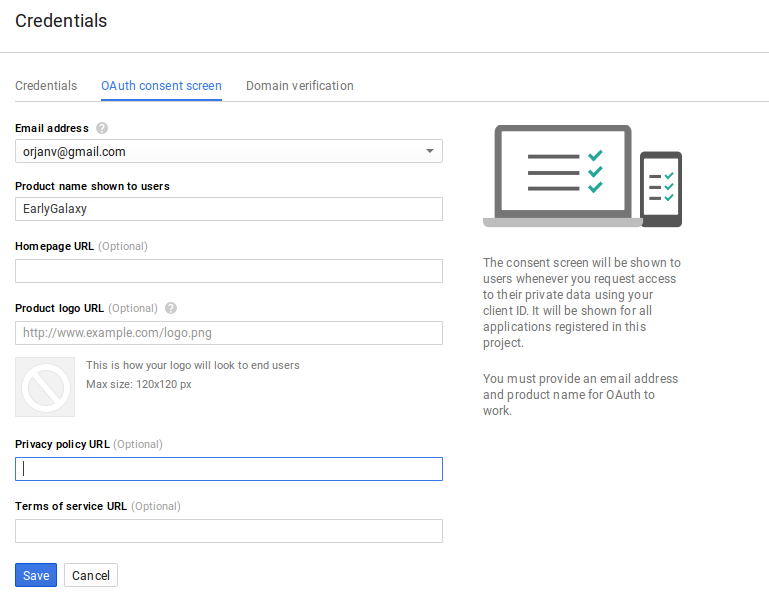 Credentials
Credentials OAuth consent screen Domain verification
Email address ?
orjanv@gmail.com
Product name shown to users
EarlyGalaxy
Homepage URL (Optional)
Product logo URL (Optional) ?
http://www.example.com/logo.png
This is how your logo will look to end users
Max size: 120x120 px
Privacy policy URL (Optional)
Terms of service URL (Optional)
Save Cancel
The consent screen will be shown to
users whenever you request access
to their private data using your
client ID. It will be shown for all
applications registered in this
project.
You must provide an email address
and product name for OAuth to
work.